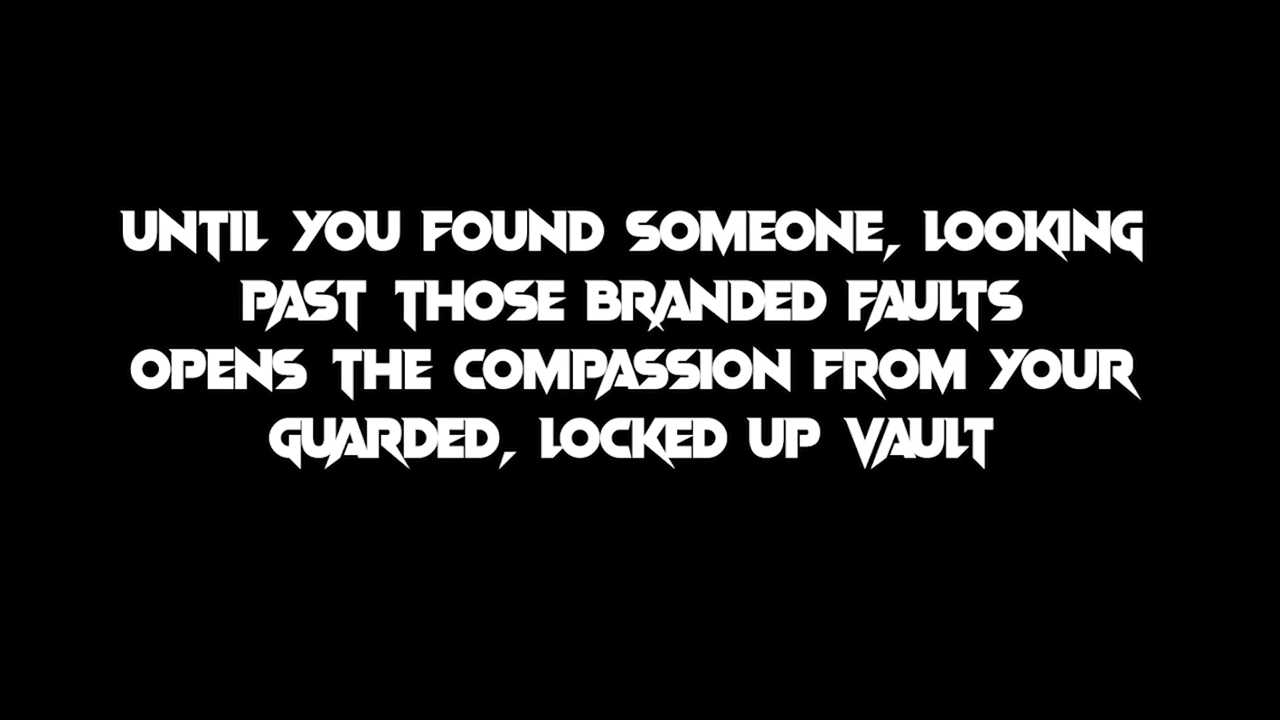 UNTIL YOU FOUND SOMEONE, LOOKING
PAST THOSE BRANDED FAULTS
OPENS THE COMPASSION FROM YOUR
GUARDED, LOCKED UP VAULT